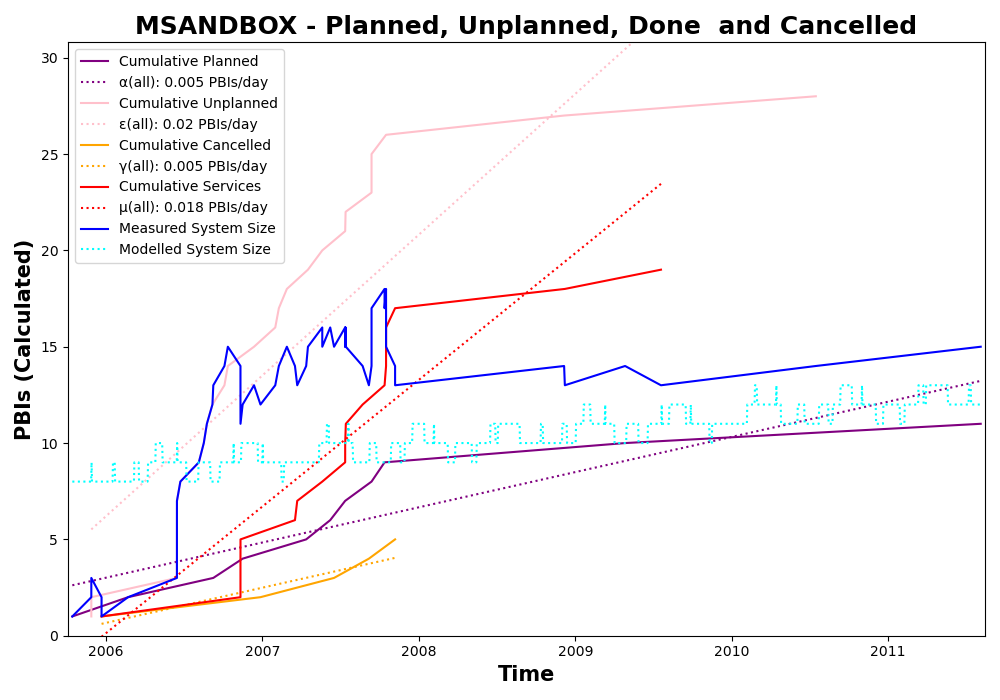 MSANDBOX - Planned, Unplanned, Done  and Cancelled
Cumulative Planned
α(all): 0.005 PBIs/day
Cumulative Unplanned
ε(all): 0.02 PBIs/day
Cumulative Cancelled
γ(all): 0.005 PBIs/day
Cumulative Services
μ(all): 0.018 PBIs/day
Measured System Size
Modelled System Size
PBIs (Calculated)
30
25
20
15
10
5
0
2006 2007 2008 2009 2010 2011
Time